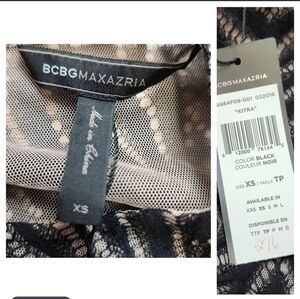 BCBGMAXAZRIA
Made in China
XS
BCBGMAXAZRIA
"KITRA"
COLOR BLACK
COULEUR NOIR
SIZE XS / TAILLE TP
AVAILABLE IN
XXS XS S M L
DISPONIBLE EN
TTP TP P M G